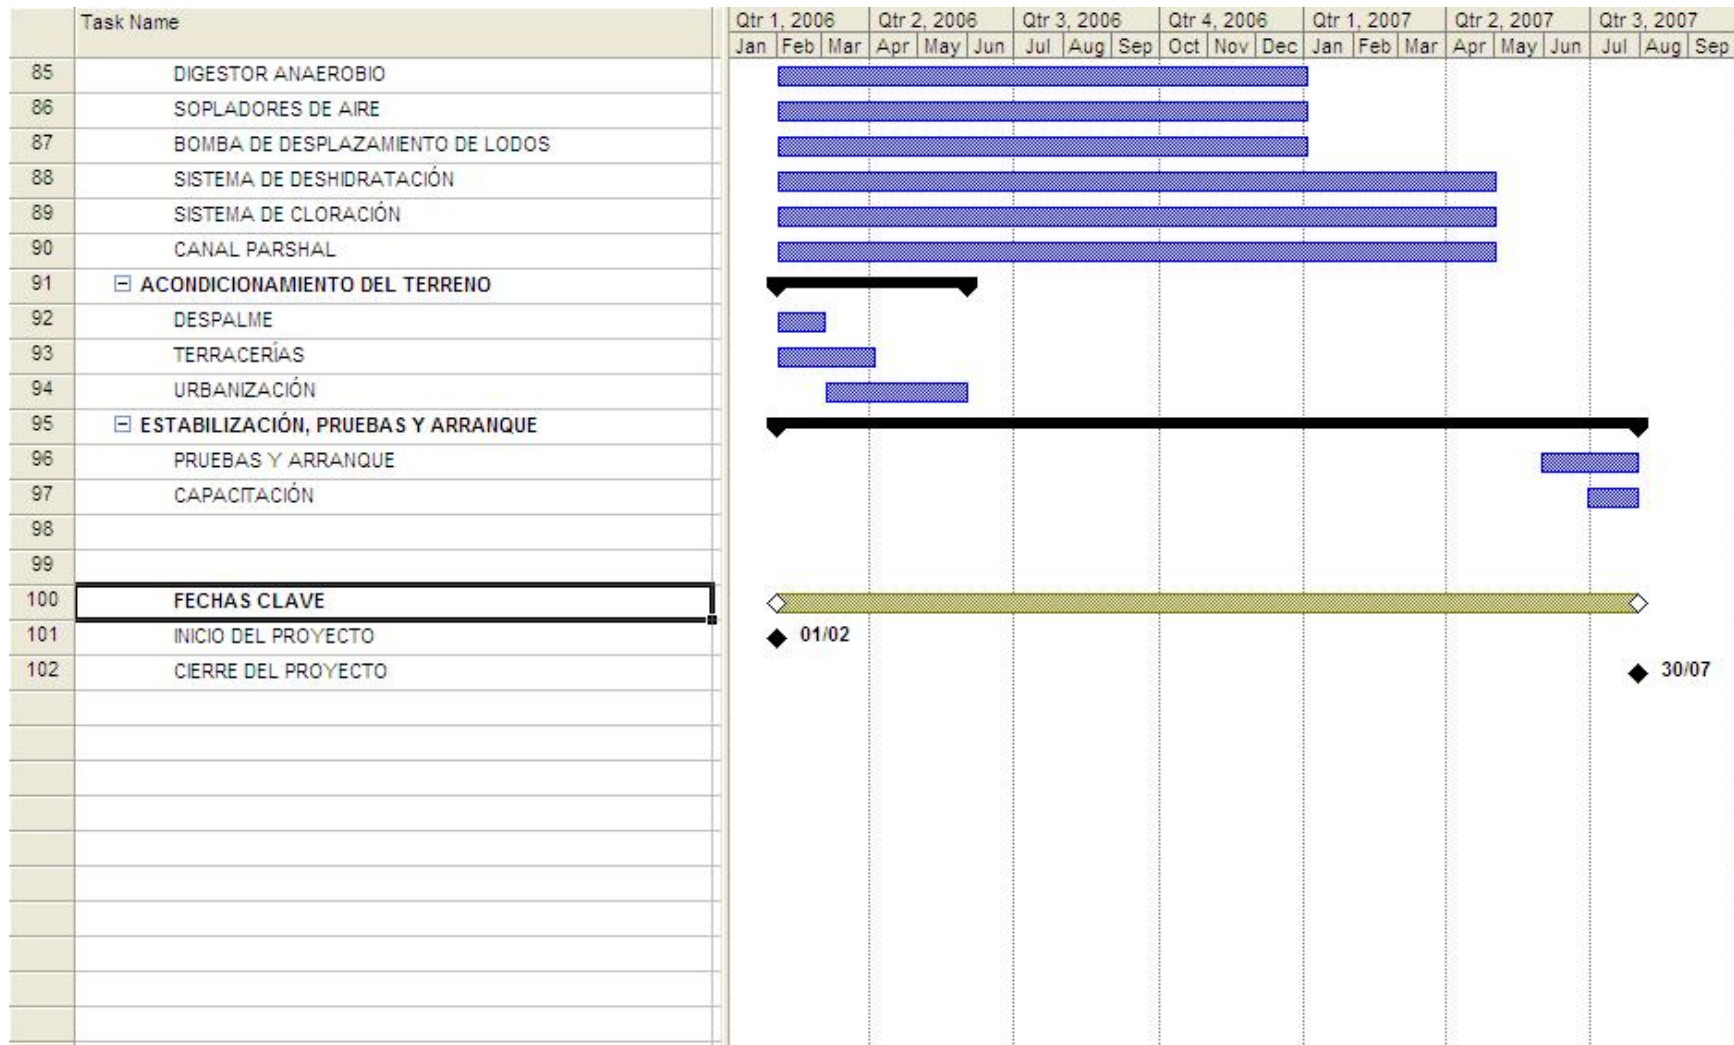 Task Name
Qtr 1, 2006 Qtr 2, 2006 Qtr 3, 2006 Qtr 4, 2006 Qtr 1, 2007 Qtr 2, 2007 Qtr 3, 2007
Jan Feb Mar Apr May Jun Jul Aug Sep Oct Nov Dec Jan Feb Mar Apr May Jun Jul Aug Sep
85 DIGESTOR ANAEROBIO
86 SOPLADORES DE AIRE
87 BOMBA DE DESPLAZAMIENTO DE LODOS
88 SISTEMA DE DESHIDRATACIÓN
89 SISTEMA DE CLORACIÓN
90 CANAL PARSHAL
91 ACONDICIONAMIENTO DEL TERRENO
92 DESPALME
93 TERRACERÍAS
94 URBANIZACIÓN
95 ESTABILIZACIÓN, PRUEBAS Y ARRANQUE
96 PRUEBAS Y ARRANQUE
97 CAPACITACIÓN
98
99
100 FECHAS CLAVE
101 INICIO DEL PROYECTO 01/02
102 CIERRE DEL PROYECTO 30/07